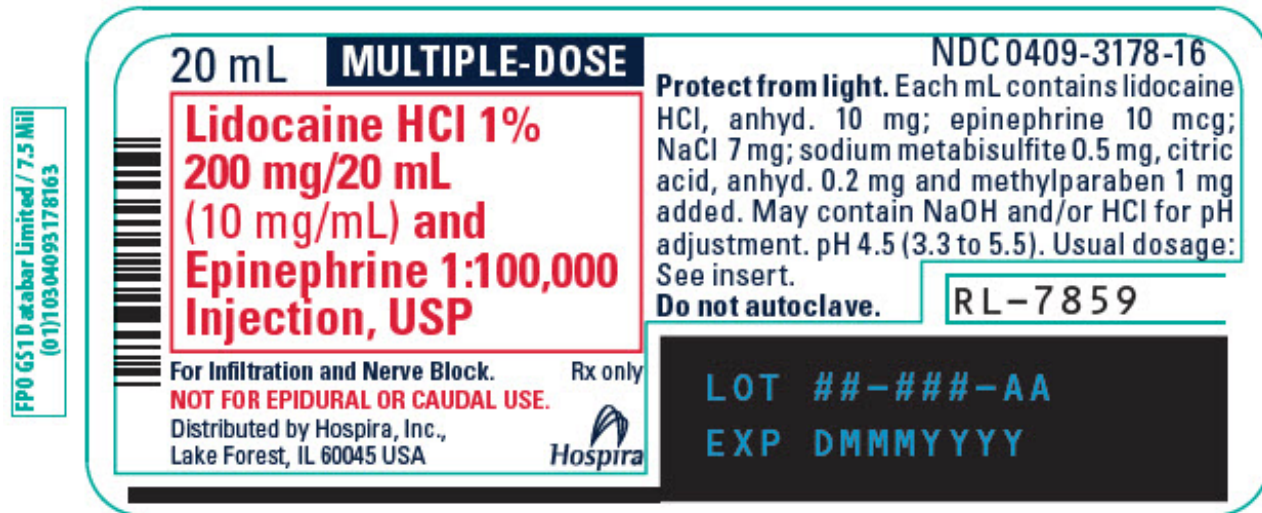 FPO GS1 Databar Limited / 7.5 Mil
(01)10304093178163
20 mL MULTIPLE-DOSE
Lidocaine HCl 1%
200 mg/20 mL
(10 mg/mL) and
Epinephrine 1:100,000
Injection, USP
For Infiltration and Nerve Block. Rx only
NOT FOR EPIDURAL OR CAUDAL USE.
Distributed by Hospira, Inc.,
Lake Forest, IL 60045 USA
Hospira
NDC 0409-3178-16
Protect from light. Each mL contains lidocaine
HCl, anhyd. 10 mg; epinephrine 10 mcg;
NaCl 7 mg; sodium metabisulfite 0.5 mg, citric
acid, anhyd. 0.2 mg and methylparaben 1 mg
added. May contain NaOH and/or HCl for pH
adjustment. pH 4.5 (3.3 to 5.5). Usual dosage:
See insert.
Do not autoclave.
RL-7859
LOT ##-###-AA
EXP DMMMYYYY